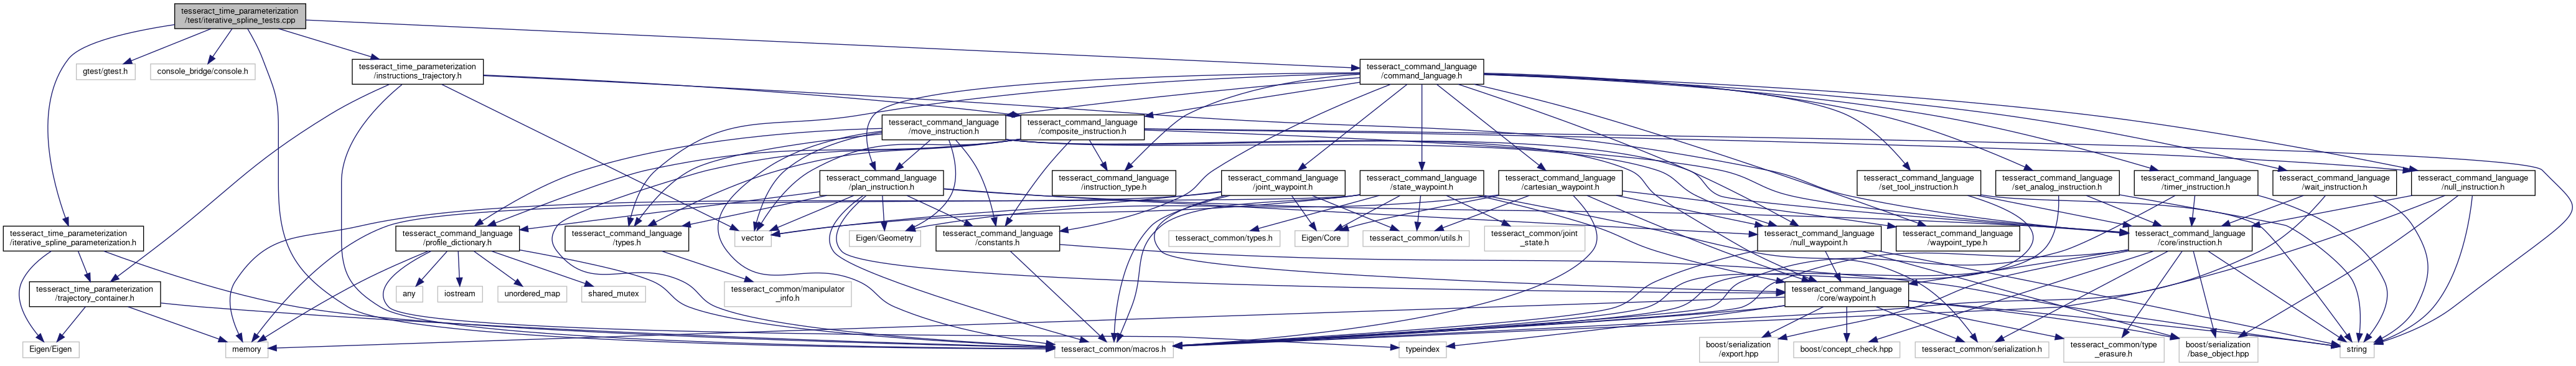 tesseract_time_parameterization
/test/iterative_spline_tests.cpp
gtest/gtest.h
console_bridge/console.h
tesseract_time_parameterization
/instructions_trajectory.h
tesseract_command_language
/command_language.h
tesseract_command_language
/move_instruction.h
tesseract_command_language
/composite_instruction.h
tesseract_command_language
/plan_instruction.h
tesseract_command_language
/instruction_type.h
tesseract_command_language
/joint_waypoint.h
tesseract_command_language
/state_waypoint.h
tesseract_command_language
/cartesian_waypoint.h
tesseract_command_language
/set_tool_instruction.h
tesseract_command_language
/set_analog_instruction.h
tesseract_command_language
/timer_instruction.h
tesseract_command_language
/wait_instruction.h
tesseract_command_language
/null_instruction.h
tesseract_time_parameterization
/iterative_spline_parameterization.h
tesseract_command_language
/profile_dictionary.h
tesseract_command_language
/types.h
vector
Eigen/Geometry
tesseract_command_language
/constants.h
tesseract_common/types.h
Eigen/Core
tesseract_common/utils.h
tesseract_common/joint
_state.h
tesseract_command_language
/null_waypoint.h
tesseract_command_language
/waypoint_type.h
tesseract_command_language
/core/instruction.h
tesseract_time_parameterization
/trajectory_container.h
any
iostream
unordered_map
shared_mutex
tesseract_common/manipulator
_info.h
tesseract_command_language
/core/waypoint.h
Eigen/Eigen
memory
tesseract_common/macros.h
typeindex
boost/serialization
/export.hpp
boost/concept_check.hpp
tesseract_common/serialization.h
tesseract_common/type
_erasure.h
boost/serialization
/base_object.hpp
string